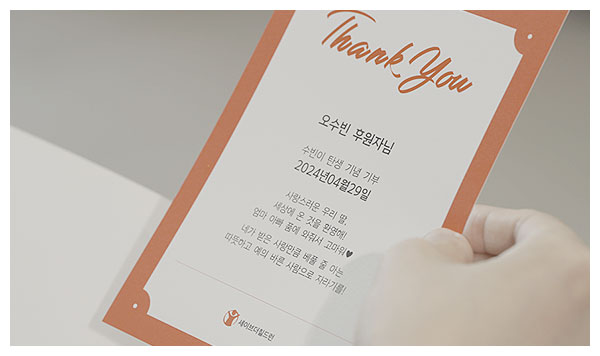 Thank You
오수빈 후원자님
수빈이 탄생 기념 기부
2024년04월29일
사랑스러운 우리 딸,
세상에 온 것을 환영해!
엄마 아빠 품에 와줘서 고마워♥
네가 받은 사랑만큼 베풀 줄 아는
따뜻하고 예의 바른 사람으로 자라기를!
세이브더칠드런